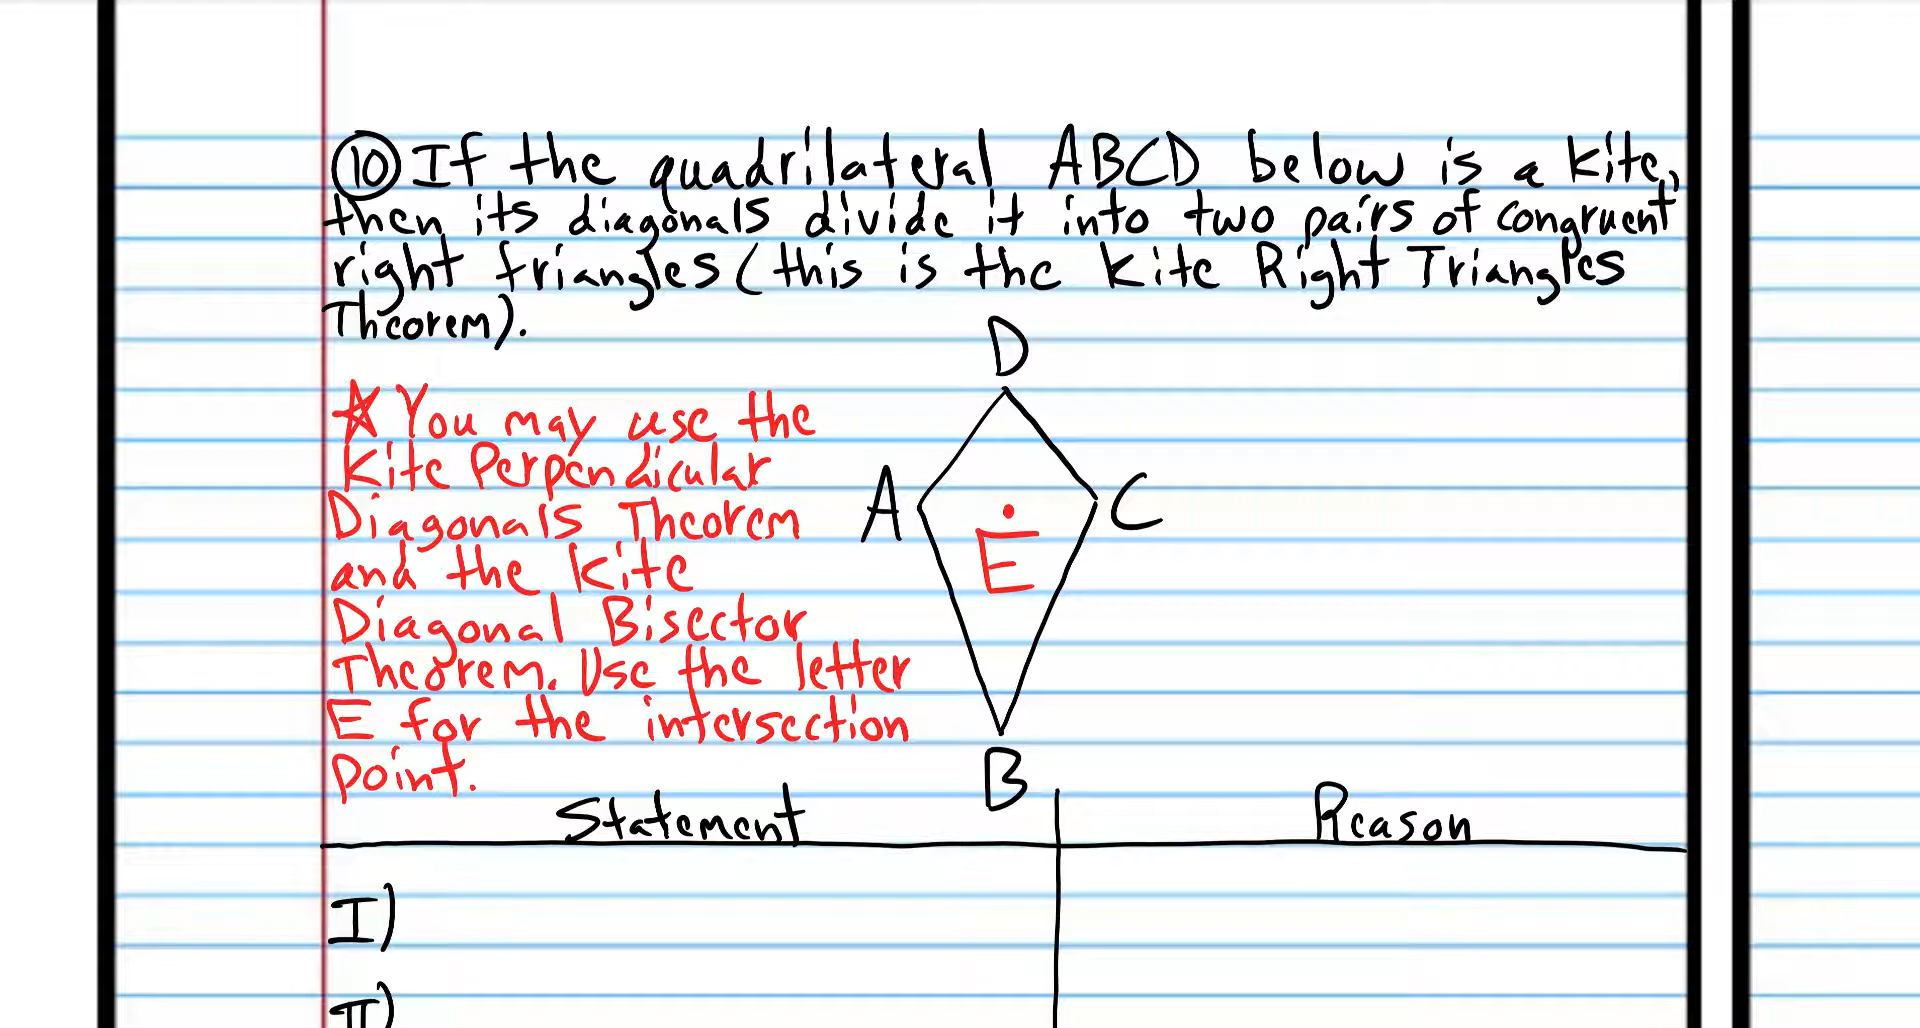 ⑩ If the quadrilateral ABCD below is a kite,
then its diagonals divide it into two pairs of congruent
right triangles (this is the Kite Right Triangles
Theorem).
D
☆ You may use the
Kite Perpendicular
Diagonals Theorem
A
C
E
and the Kite
Diagonal Bisector
Theorem. Use the letter
E for the intersection
point.
B
Statement Reason
I)
II)